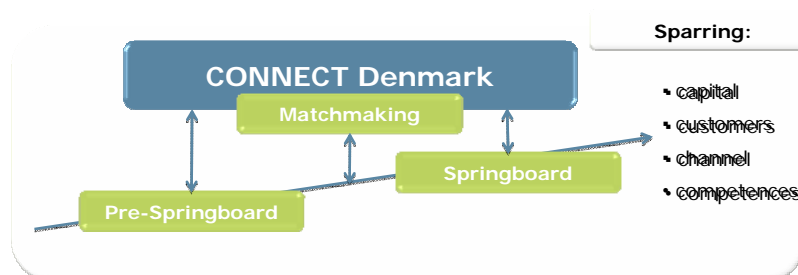 Sparring:
CONNECT Denmark
Matchmaking
Springboard
Pre-Springboard
• capital
• customers
• channel
• competences